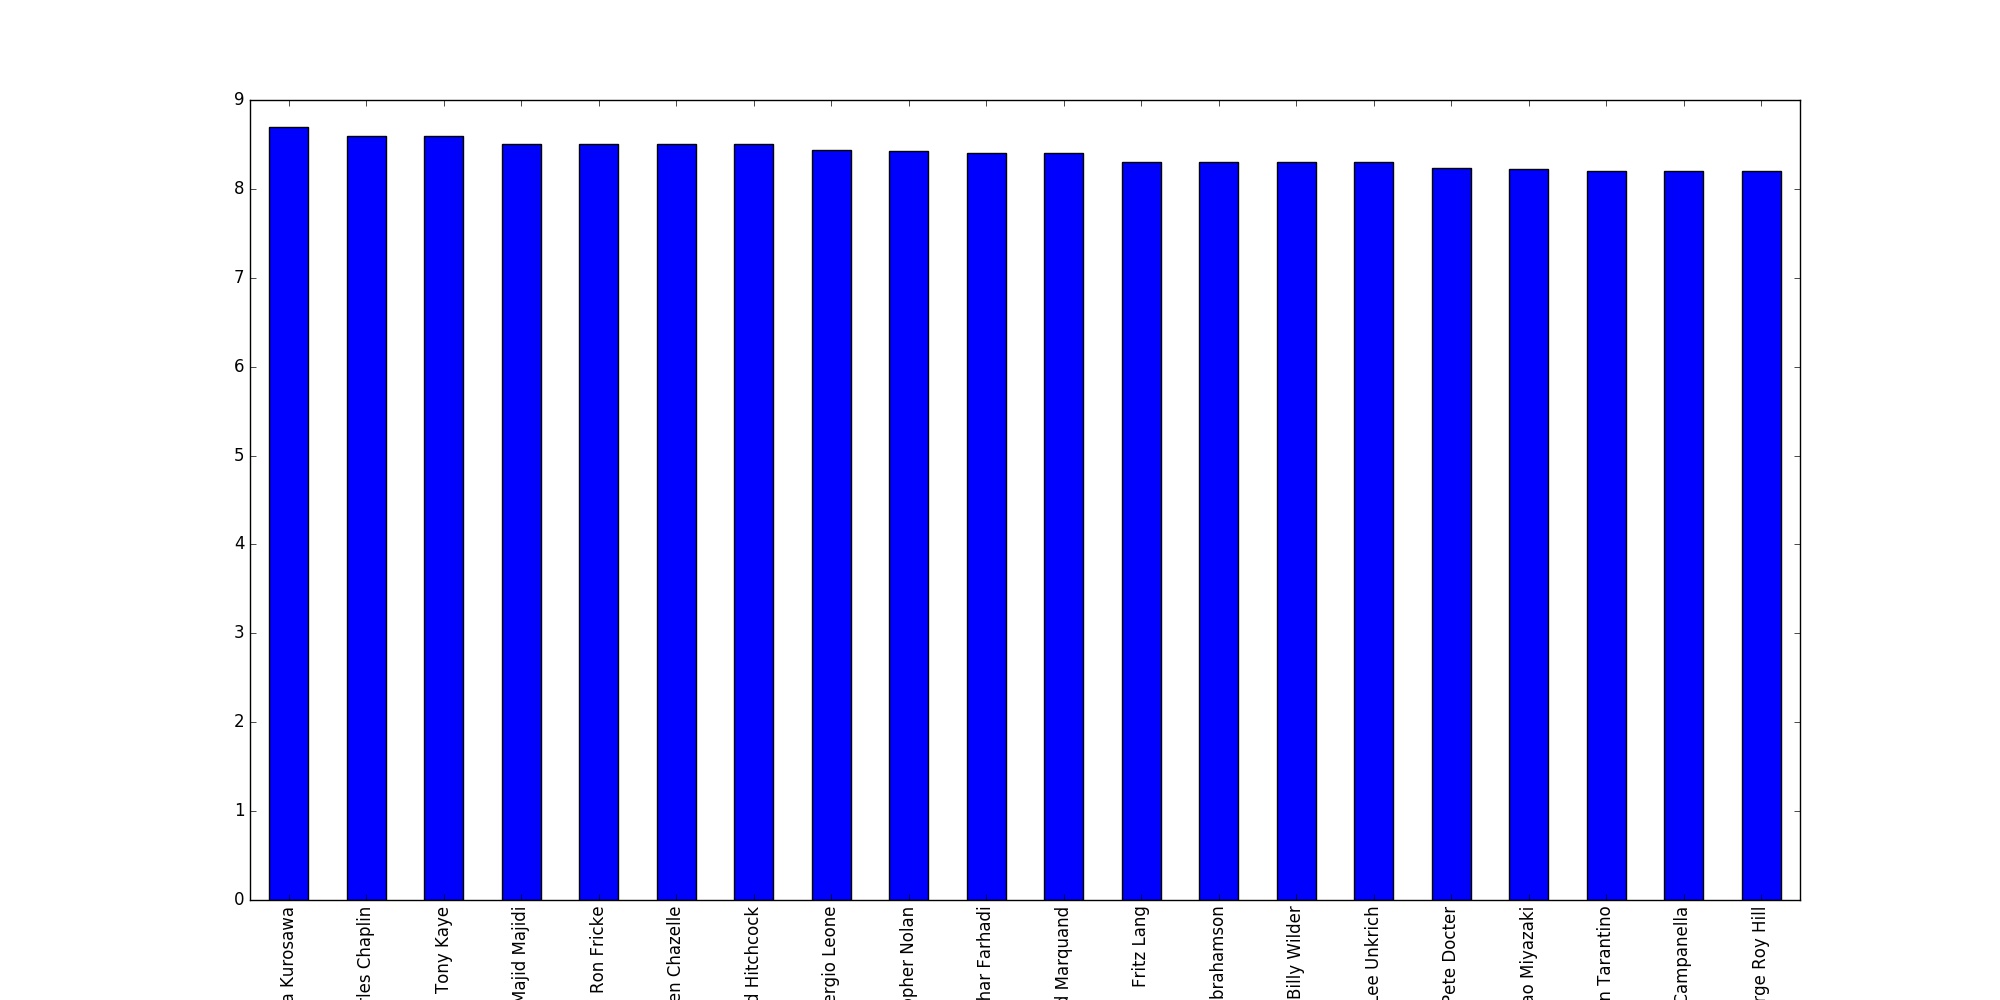 9
8
7
6
5
4
3
2
1
0
a Kurosawa
rles Chaplin
Tony Kaye
Majid Majidi
Ron Fricke
en Chazelle
d Hitchcock
ergio Leone
opher Nolan
har Farhadi
d Marquand
Fritz Lang
brahamson
Billy Wilder
Lee Unkrich
Pete Docter
ao Miyazaki
n Tarantino
Campanella
rge Roy Hill